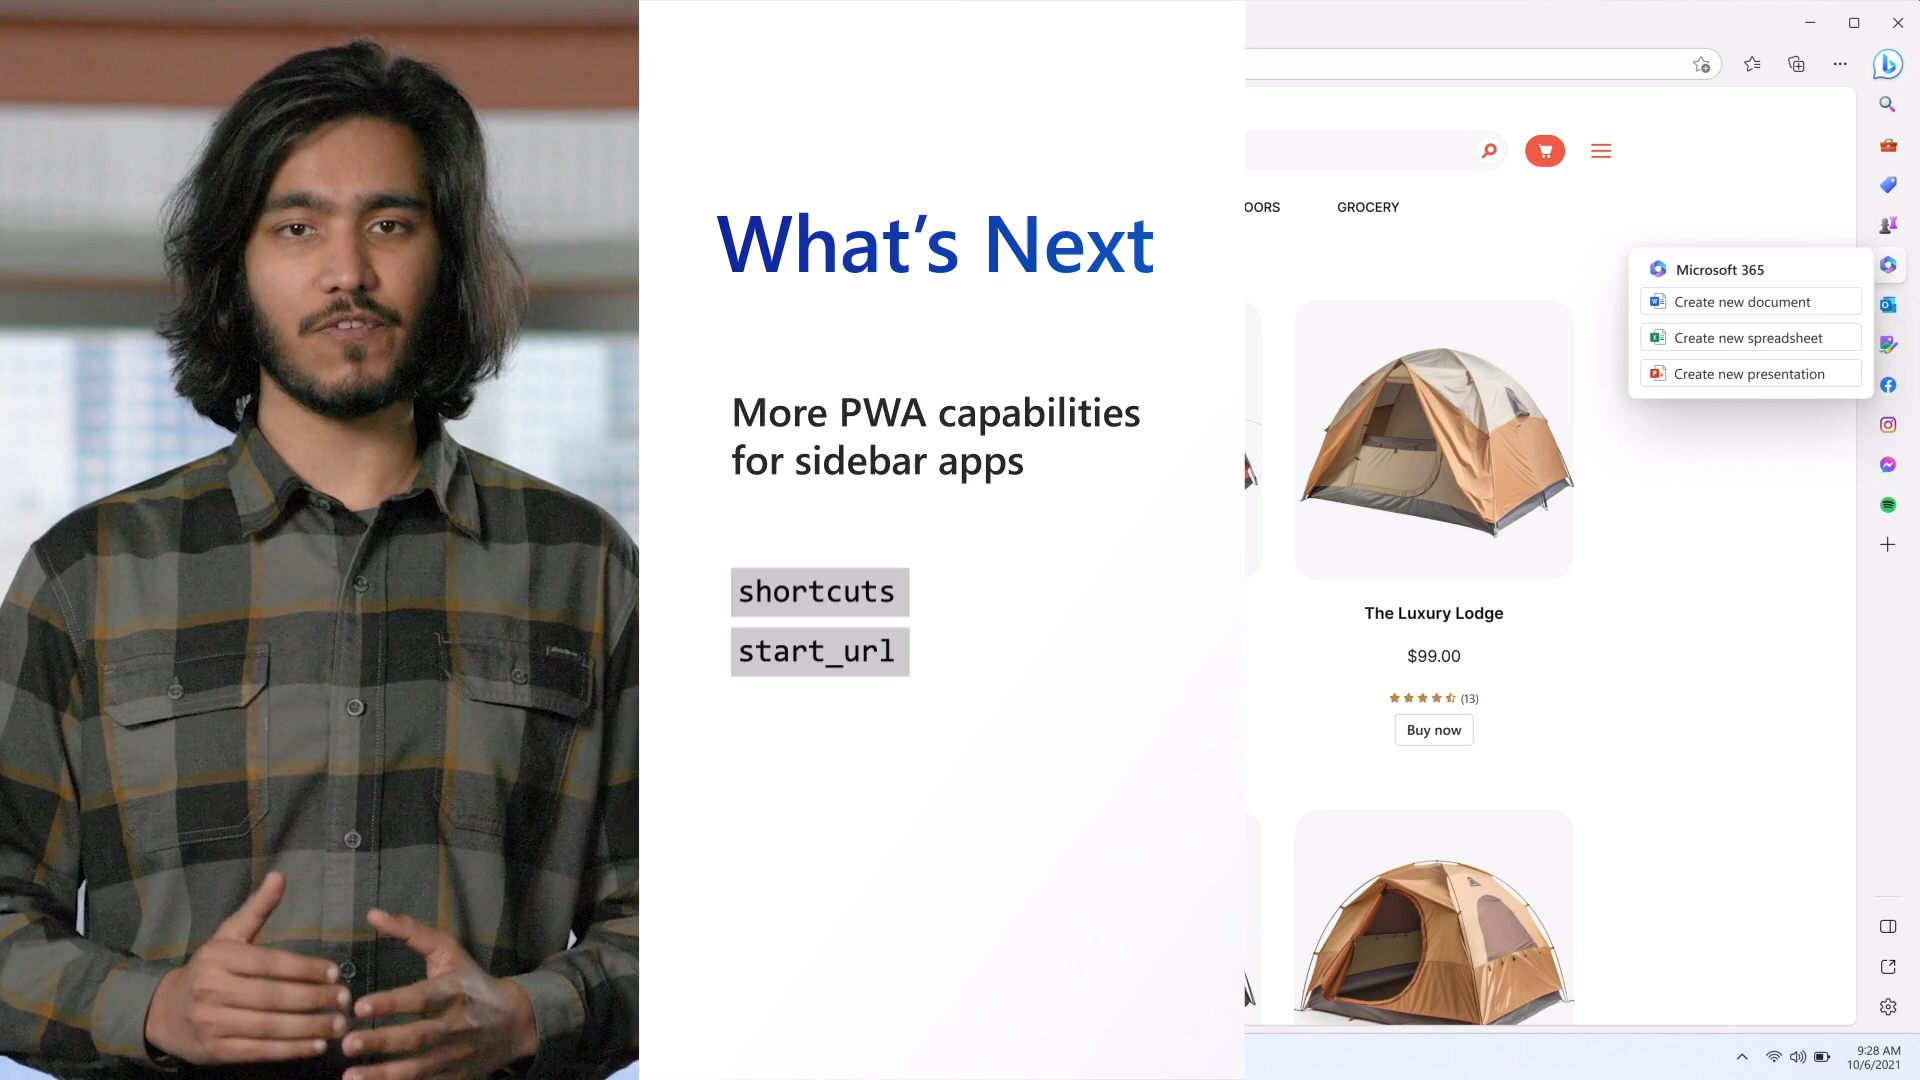 What's Next
More PWA capabilities
for sidebar apps
shortcuts
start_url
OORS
GROCERY
Microsoft 365
Create new document
Create new spreadsheet
Create new presentation
The Luxury Lodge
$99.00
(13)
Buy now
9:28 AM
10/6/2021